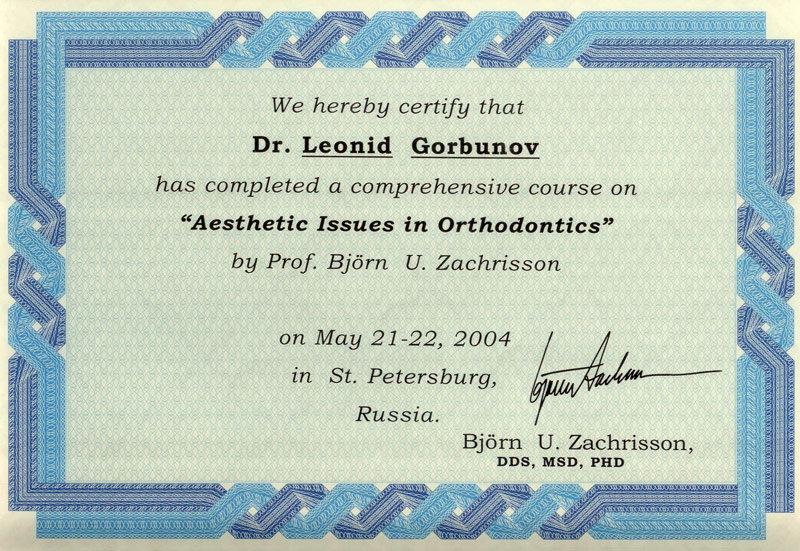 We hereby certify that
Dr. Leonid Gorbunov
has completed a comprehensive course on
“Aesthetic Issues in Orthodontics”
by Prof. Björn U. Zachrisson
on May 21-22, 2004
in St. Petersburg,
Russia.
Björn U. Zachrisson,
DDS, MSD, PHD